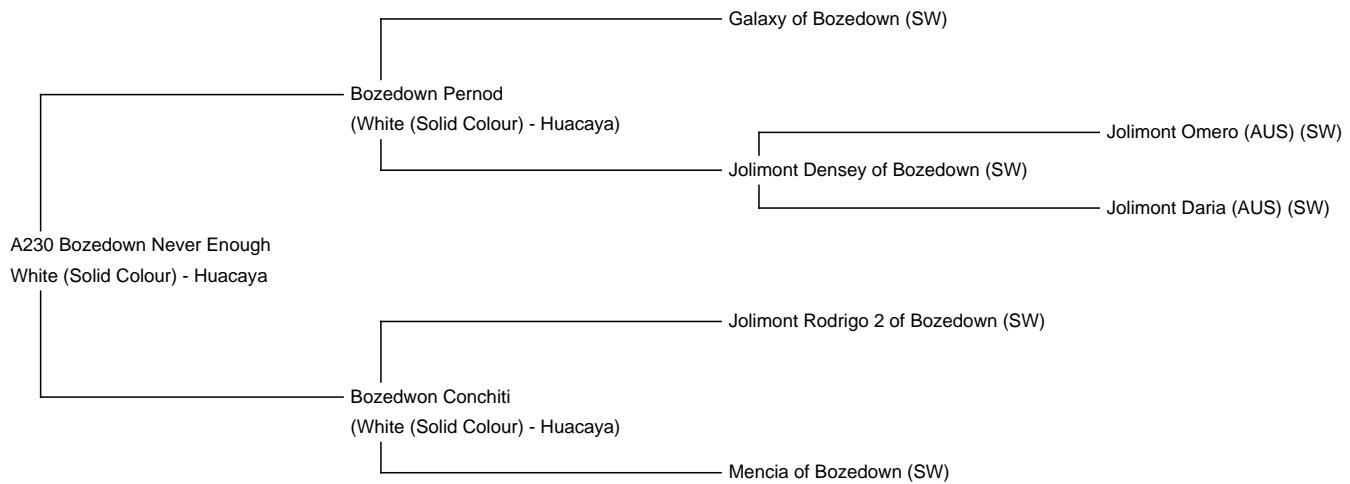 Galaxy of Bozedown (SW)
Bozedown Pernod
(White (Solid Colour) - Huacaya)
Jolimont Omero (AUS) (SW)
Jolimont Densey of Bozedown (SW)
Jolimont Daria (AUS) (SW)
A230 Bozedown Never Enough
White (Solid Colour) - Huacaya
Jolimont Rodrigo 2 of Bozedown (SW)
Bozedwon Conchiti
(White (Solid Colour) - Huacaya)
Mencia of Bozedown (SW)